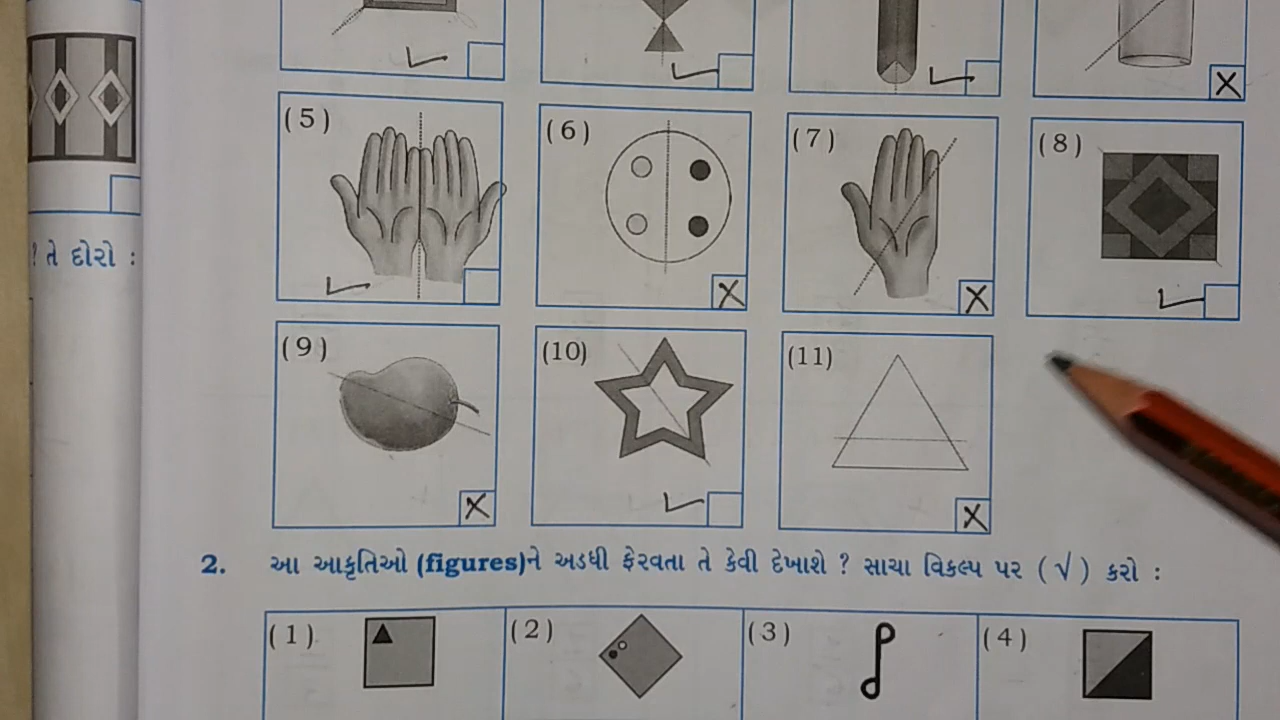 (5) (6) (7) (8)
? તે દોરો :
(9) (10) (11)
2. આ આકૃતિઓ (figures)ને અડધી ફેરવતા તે કેવી દેખાશે ? સાચા વિકલ્પ પર (√) કરો :
(1) (2) (3) (4)